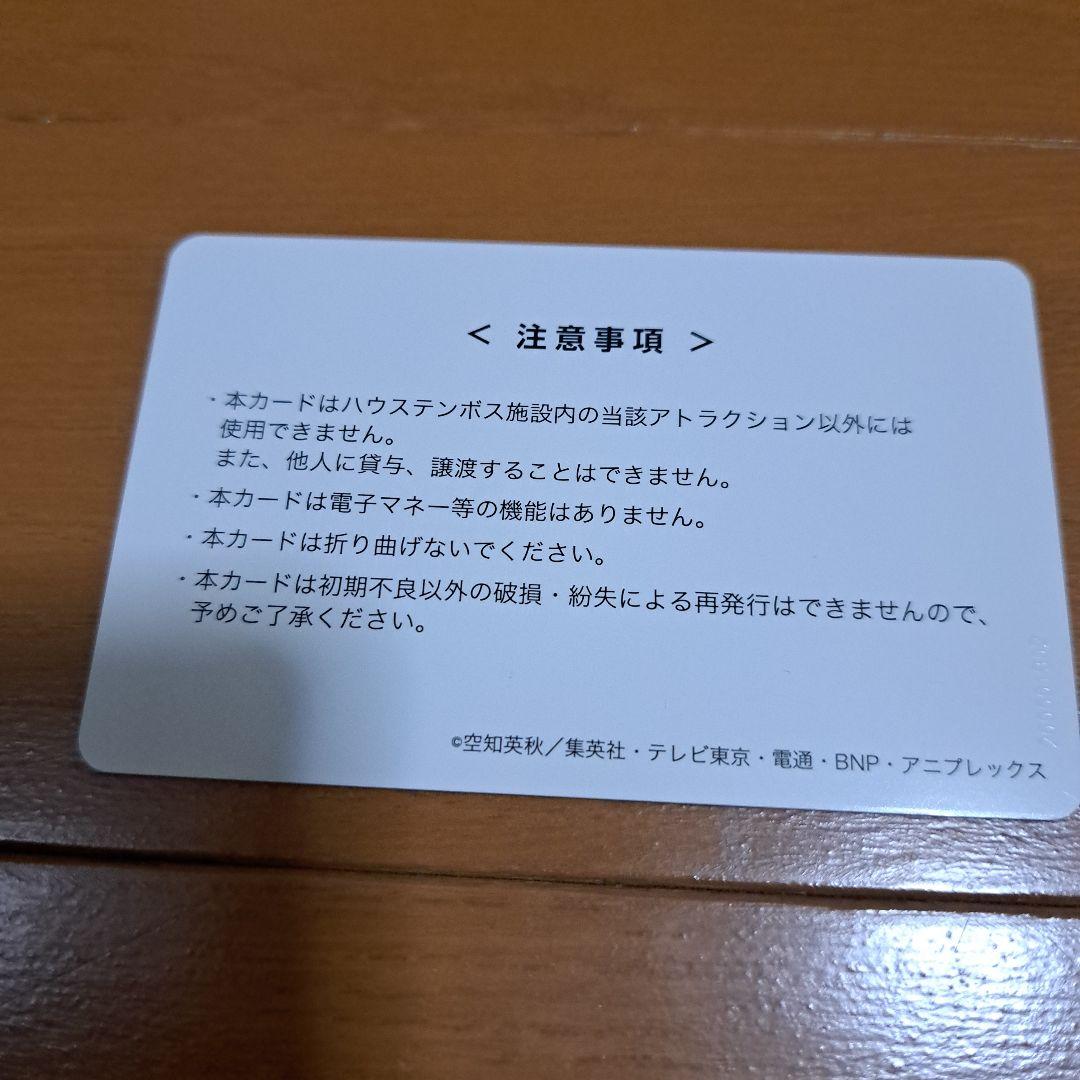 < 注意事項 >
・本カードはハウステンボス施設内の当該アトラクション以外には
使用できません。
また、他人に貸与、譲渡することはできません。
・本カードは電子マネー等の機能はありません。
・本カードは折り曲げないでください。
・本カードは初期不良以外の破損・紛失による再発行はできませんので、
予めご了承ください。
©空知英秋／集英社・テレビ東京・電通・BNP・アニプレックス